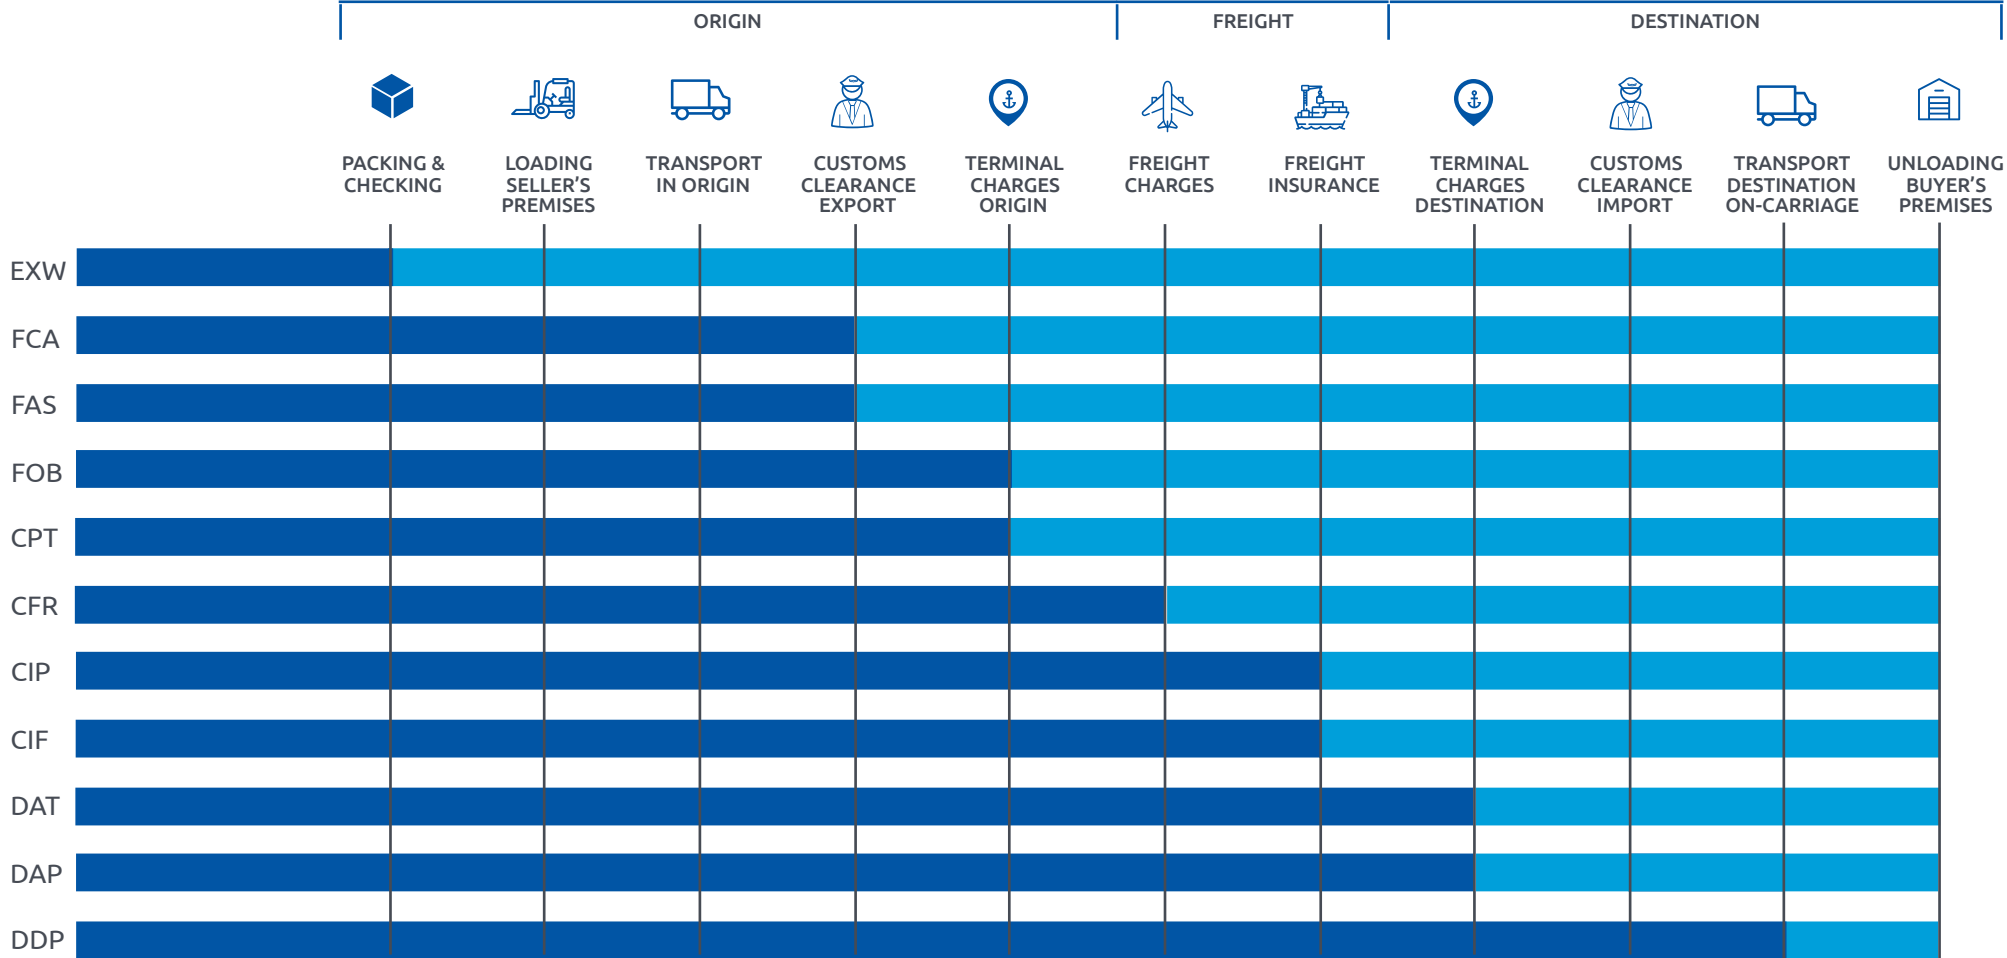 ORIGIN
FREIGHT
DESTINATION
PACKING &
CHECKING
LOADING
SELLER’S
PREMISES
TRANSPORT
IN ORIGIN
CUSTOMS
CLEARANCE
EXPORT
TERMINAL
CHARGES
ORIGIN
FREIGHT
CHARGES
FREIGHT
INSURANCE
TERMINAL
CHARGES
DESTINATION
CUSTOMS
CLEARANCE
IMPORT
TRANSPORT
DESTINATION
ON-CARRIAGE
UNLOADING
BUYER’S
PREMISES
EXW
FCA
FAS
FOB
CPT
CFR
CIP
CIF
DAT
DAP
DDP